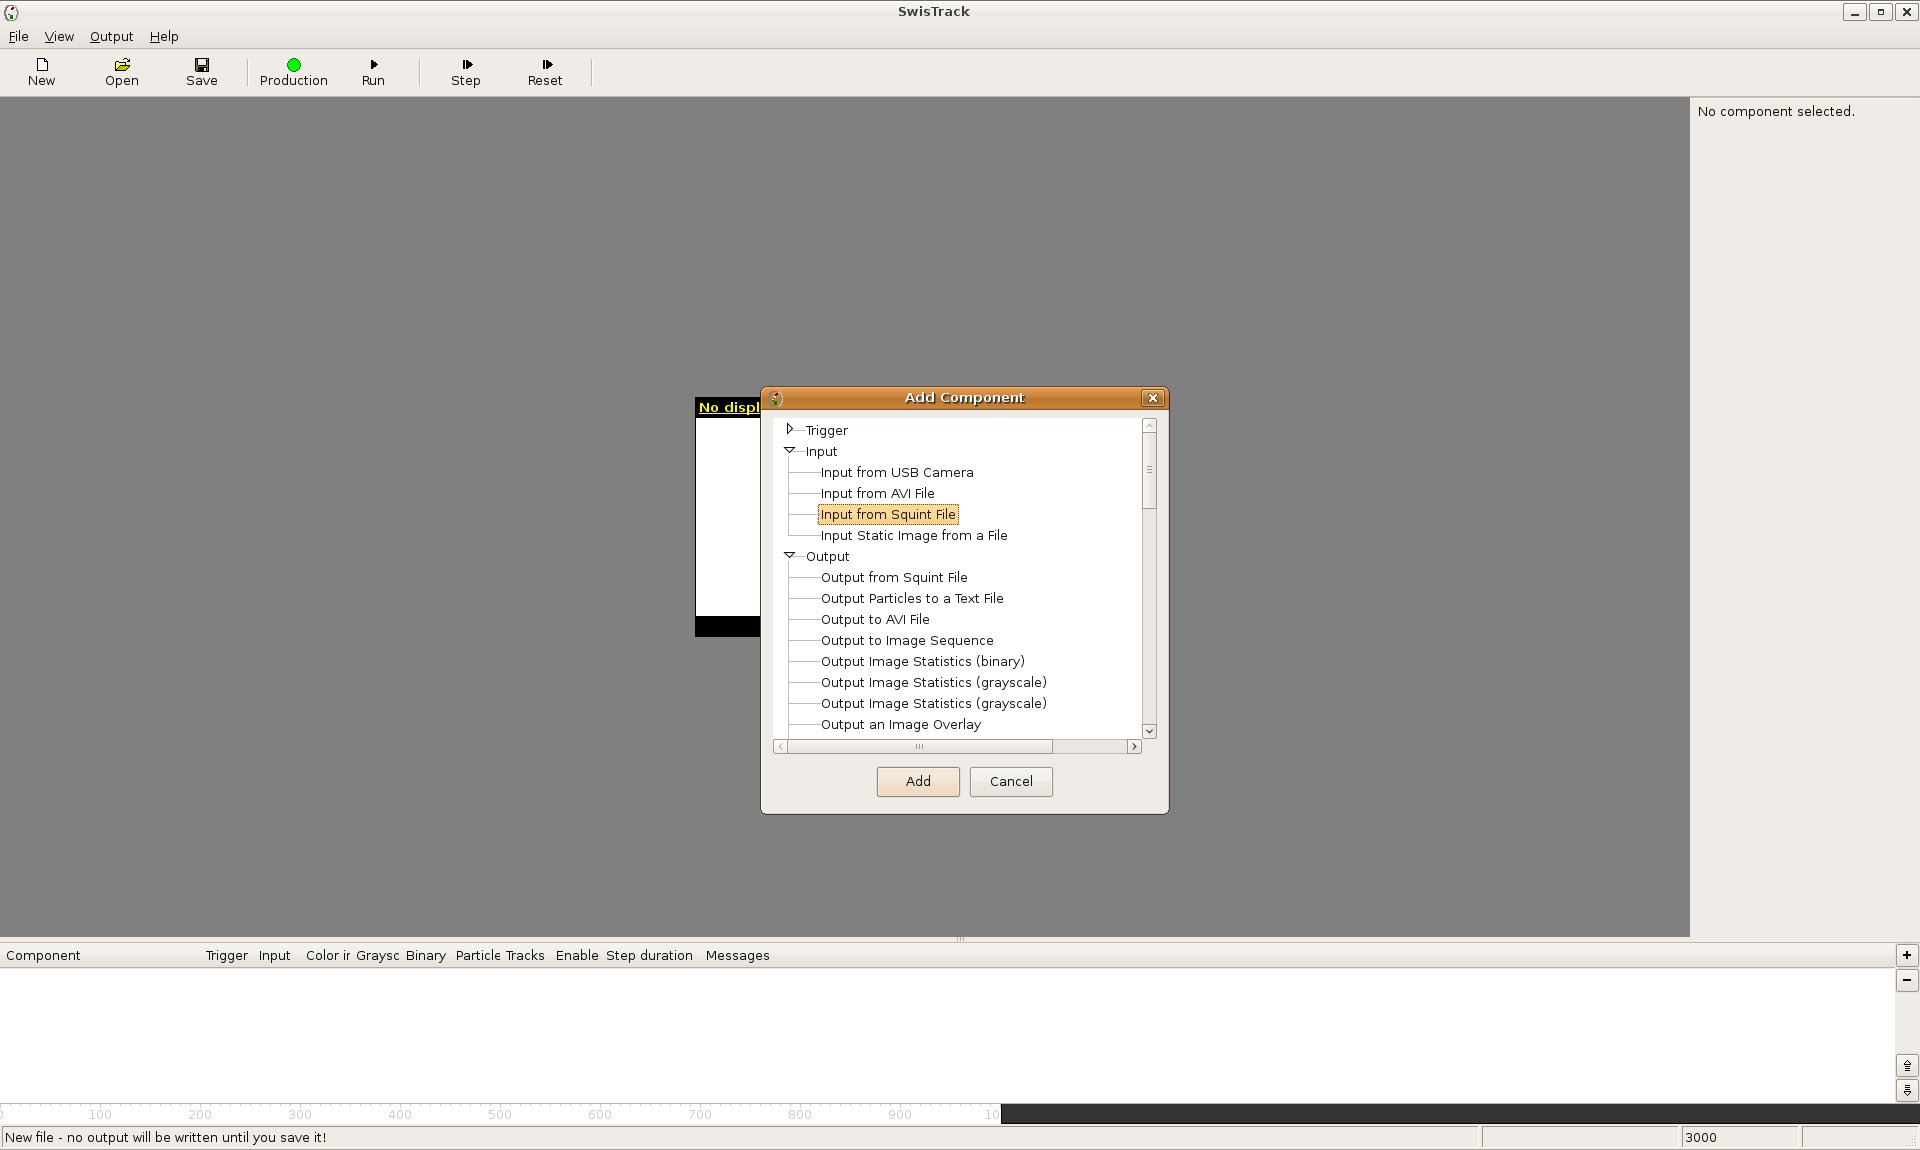 SwisTrack
File View Output Help
New Open Save Production Run Step Reset
No component selected.
No displ
Add Component
Trigger
Input
Input from USB Camera
Input from AVI File
Input from Squint File
Input Static Image from a File
Output
Output from Squint File
Output Particles to a Text File
Output to AVI File
Output to Image Sequence
Output Image Statistics (binary)
Output Image Statistics (grayscale)
Output Image Statistics (grayscale)
Output an Image Overlay
Add Cancel
Component Trigger Input Color ir Graysc Binary Particle Tracks Enable Step duration Messages
100 200 300 400 500 600 700 800 900 10
New file - no output will be written until you save it! 3000